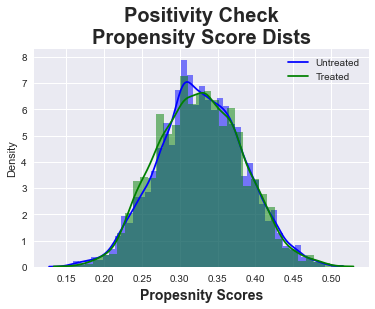 Positivity Check
Propensity Score Dists
Untreated
Treated
8
7
6
5
4
3
2
1
0
Density
0.15 0.20 0.25 0.30 0.35 0.40 0.45 0.50
Propesnity Scores